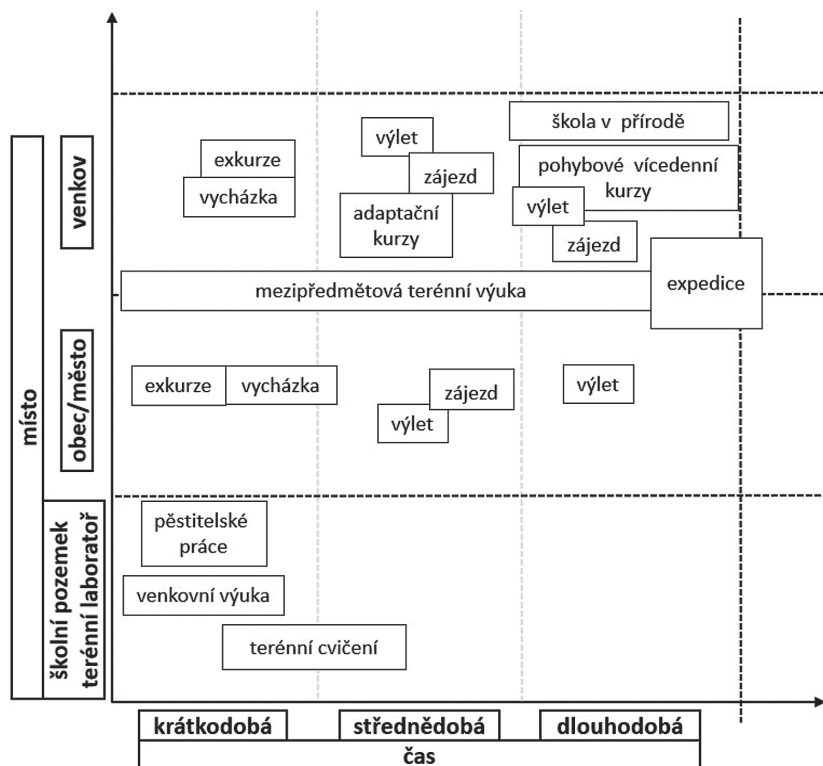 škola v přírodě
výlet
exkurze
zájezd
pohybové vícedenní
kurzy
vycházka
výlet
adaptační
kurzy
zájezd
mezipředmětová terénní výuka
expedice
exkurze
vycházka
zájezd
výlet
výlet
pěstitelské
práce
venkovní výuka
terénní cvičení
místo
venkov
obec/město
školní pozemek
terénní laboratoř
krátkodobá
střednědobá
dlouhodobá
čas